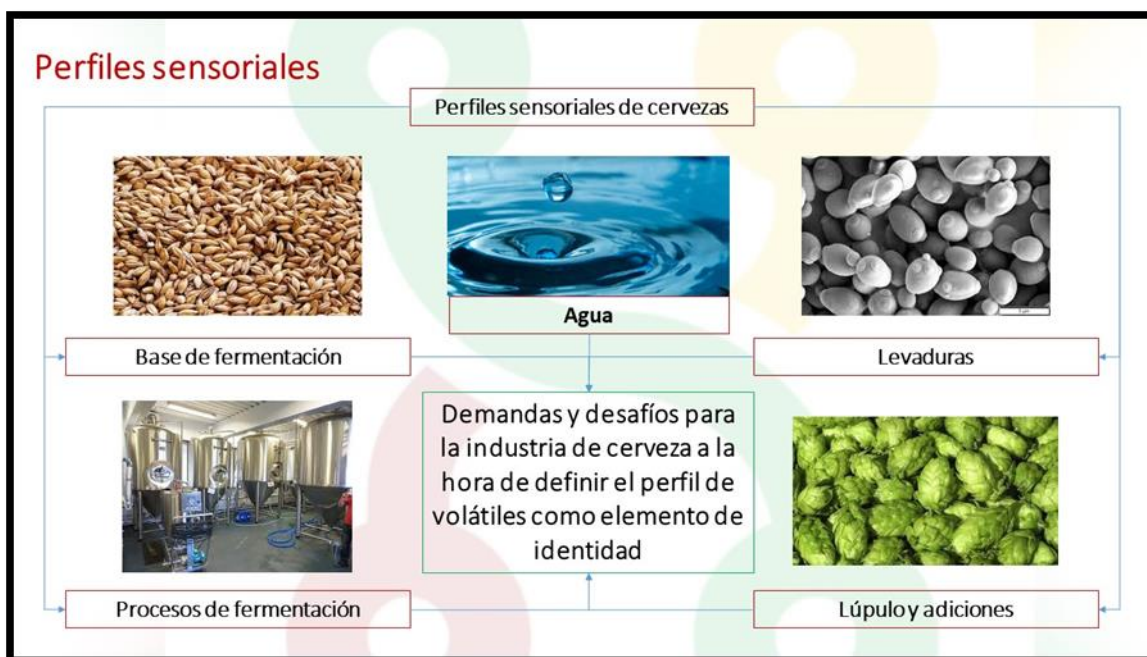 Perfiles sensoriales
Perfiles sensoriales de cervezas
Agua
Base de fermentación
Levaduras
Demandas y desafíos para
la industria de cerveza a la
hora de definir el perfil de
volátiles como elemento de
identidad
Procesos de fermentación
Lúpulo y adiciones